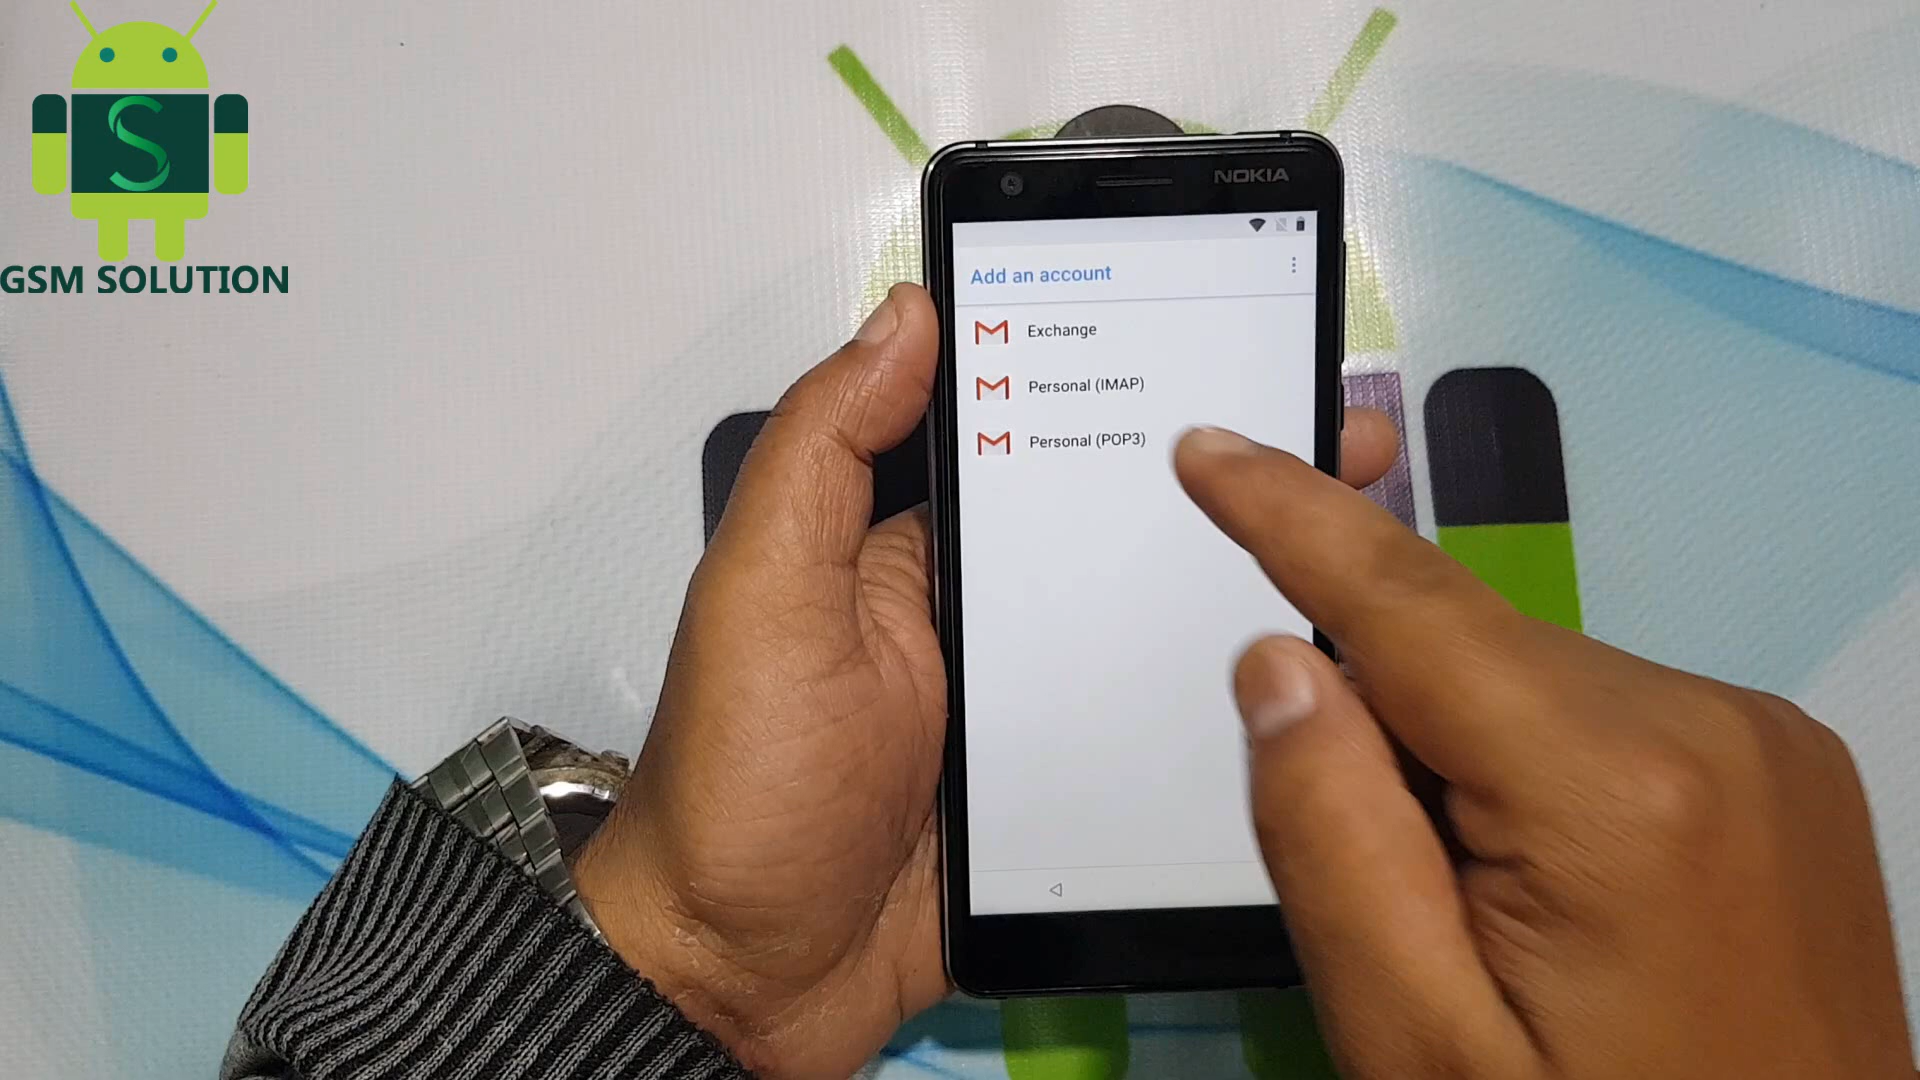 GSM SOLUTION
NOKIA
Add an account
Exchange
Personal (IMAP)
Personal (POP3)